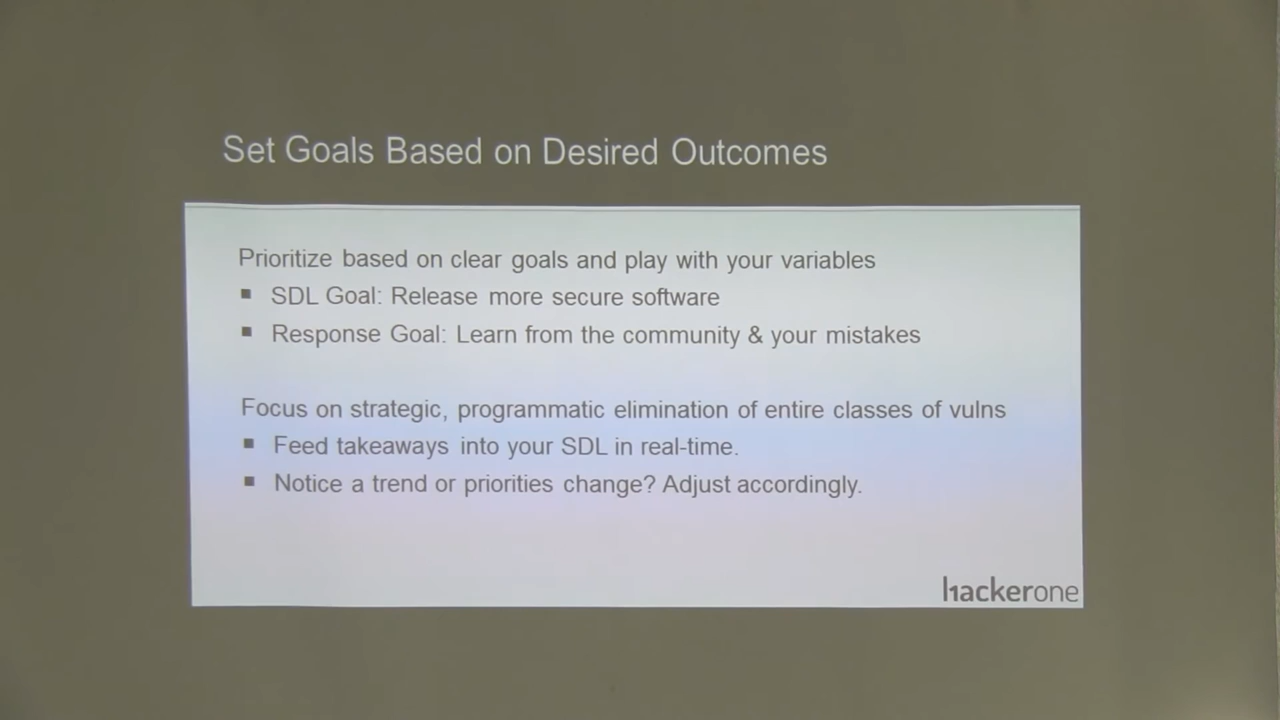 Set Goals Based on Desired Outcomes
Prioritize based on clear goals and play with your variables
▪ SDL Goal: Release more secure software
▪ Response Goal: Learn from the community & your mistakes
Focus on strategic, programmatic elimination of entire classes of vulns
▪ Feed takeaways into your SDL in real-time.
▪ Notice a trend or priorities change? Adjust accordingly.
hackerone